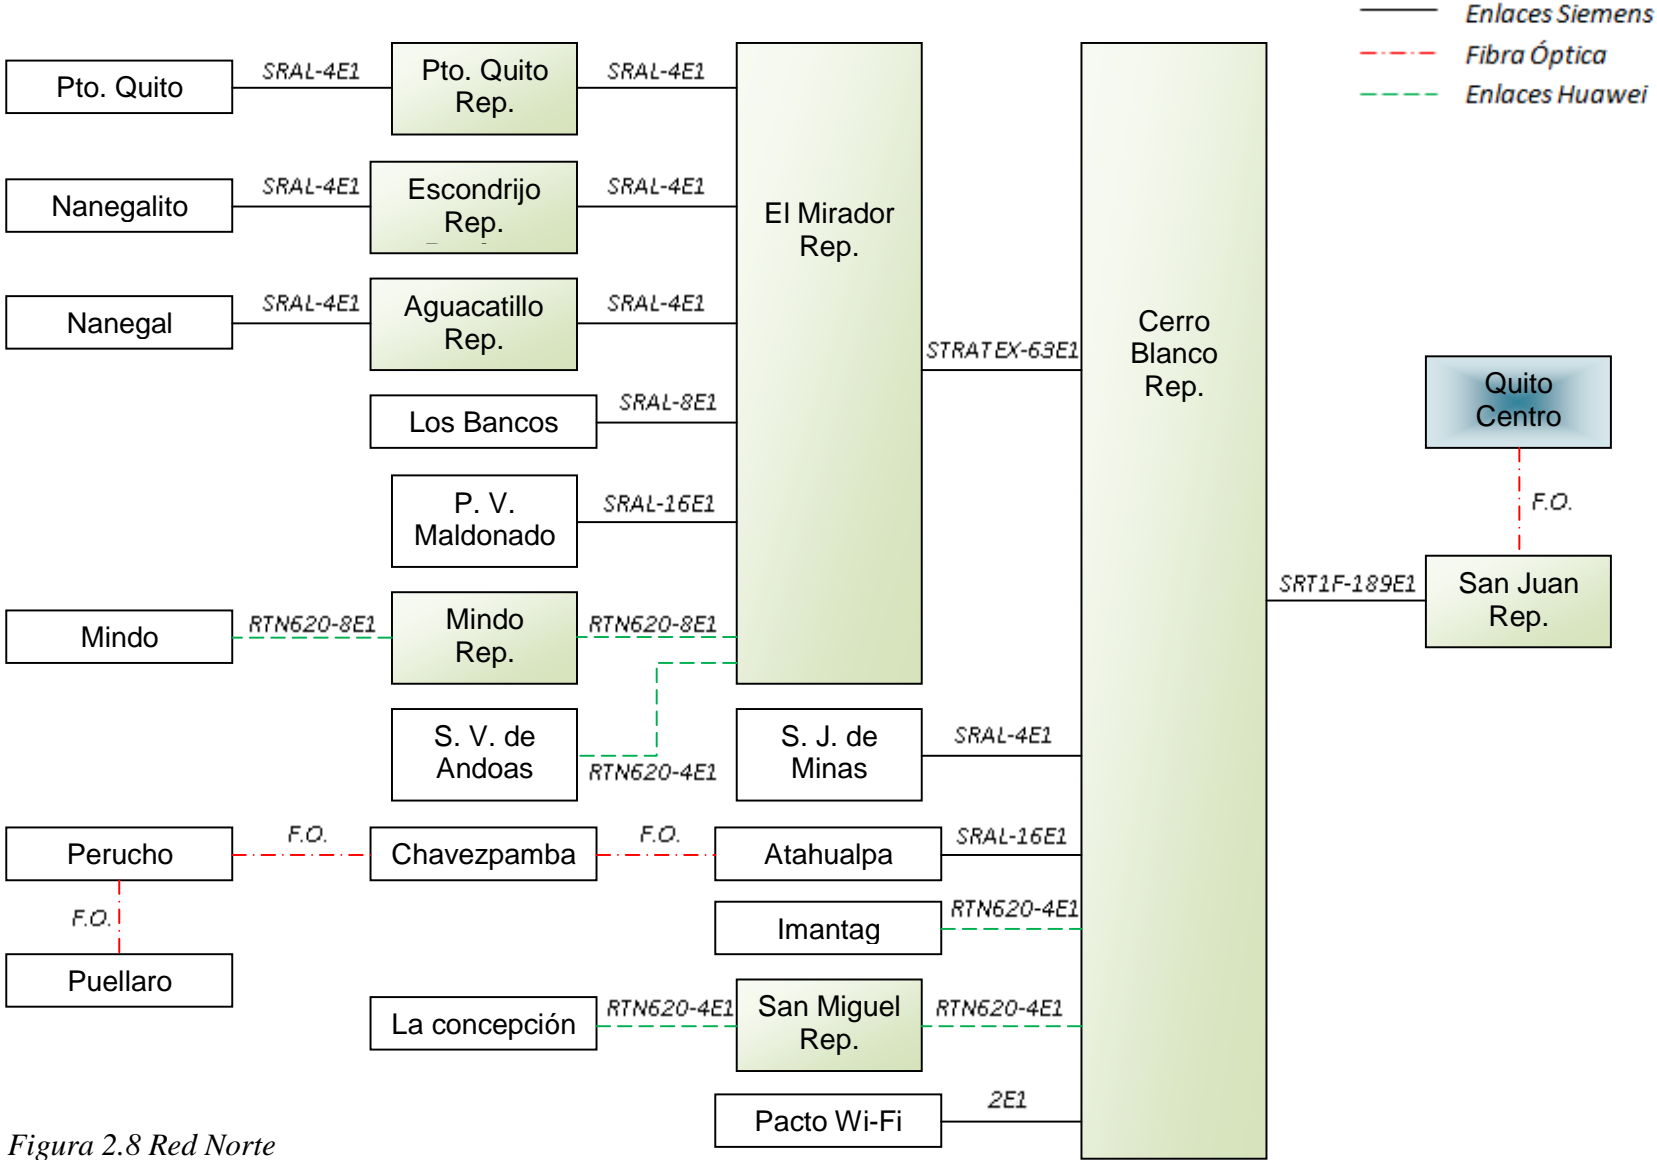 Enlaces Siemens
Fibra Óptica
Enlaces Huawei
Pto. Quito
SRAL-4E1
Pto. Quito
Rep.
SRAL-4E1
Nanegalito
SRAL-4E1
Escondrijo
Rep.
SRAL-4E1
Nanegal
SRAL-4E1
Aguacatillo
Rep.
SRAL-4E1
Los Bancos
SRAL-8E1
P. V.
Maldonado
SRAL-16E1
Mindo
RTN620-8E1
Mindo
Rep.
RTN620-8E1
S. V. de
Andoas
RTN620-4E1
El Mirador
Rep.
STRATEX-63E1
S. J. de
Minas
SRAL-4E1
Perucho
F.O.
Chavezpamba
F.O.
Atahualpa
SRAL-16E1
F.O.
Puellaro
Imantag
RTN620-4E1
La concepción
RTN620-4E1
San Miguel
Rep.
RTN620-4E1
Pacto Wi-Fi
2E1
Cerro
Blanco
Rep.
SRT1F-189E1
Quito
Centro
F.O.
San Juan
Rep.
Figura 2.8 Red Norte